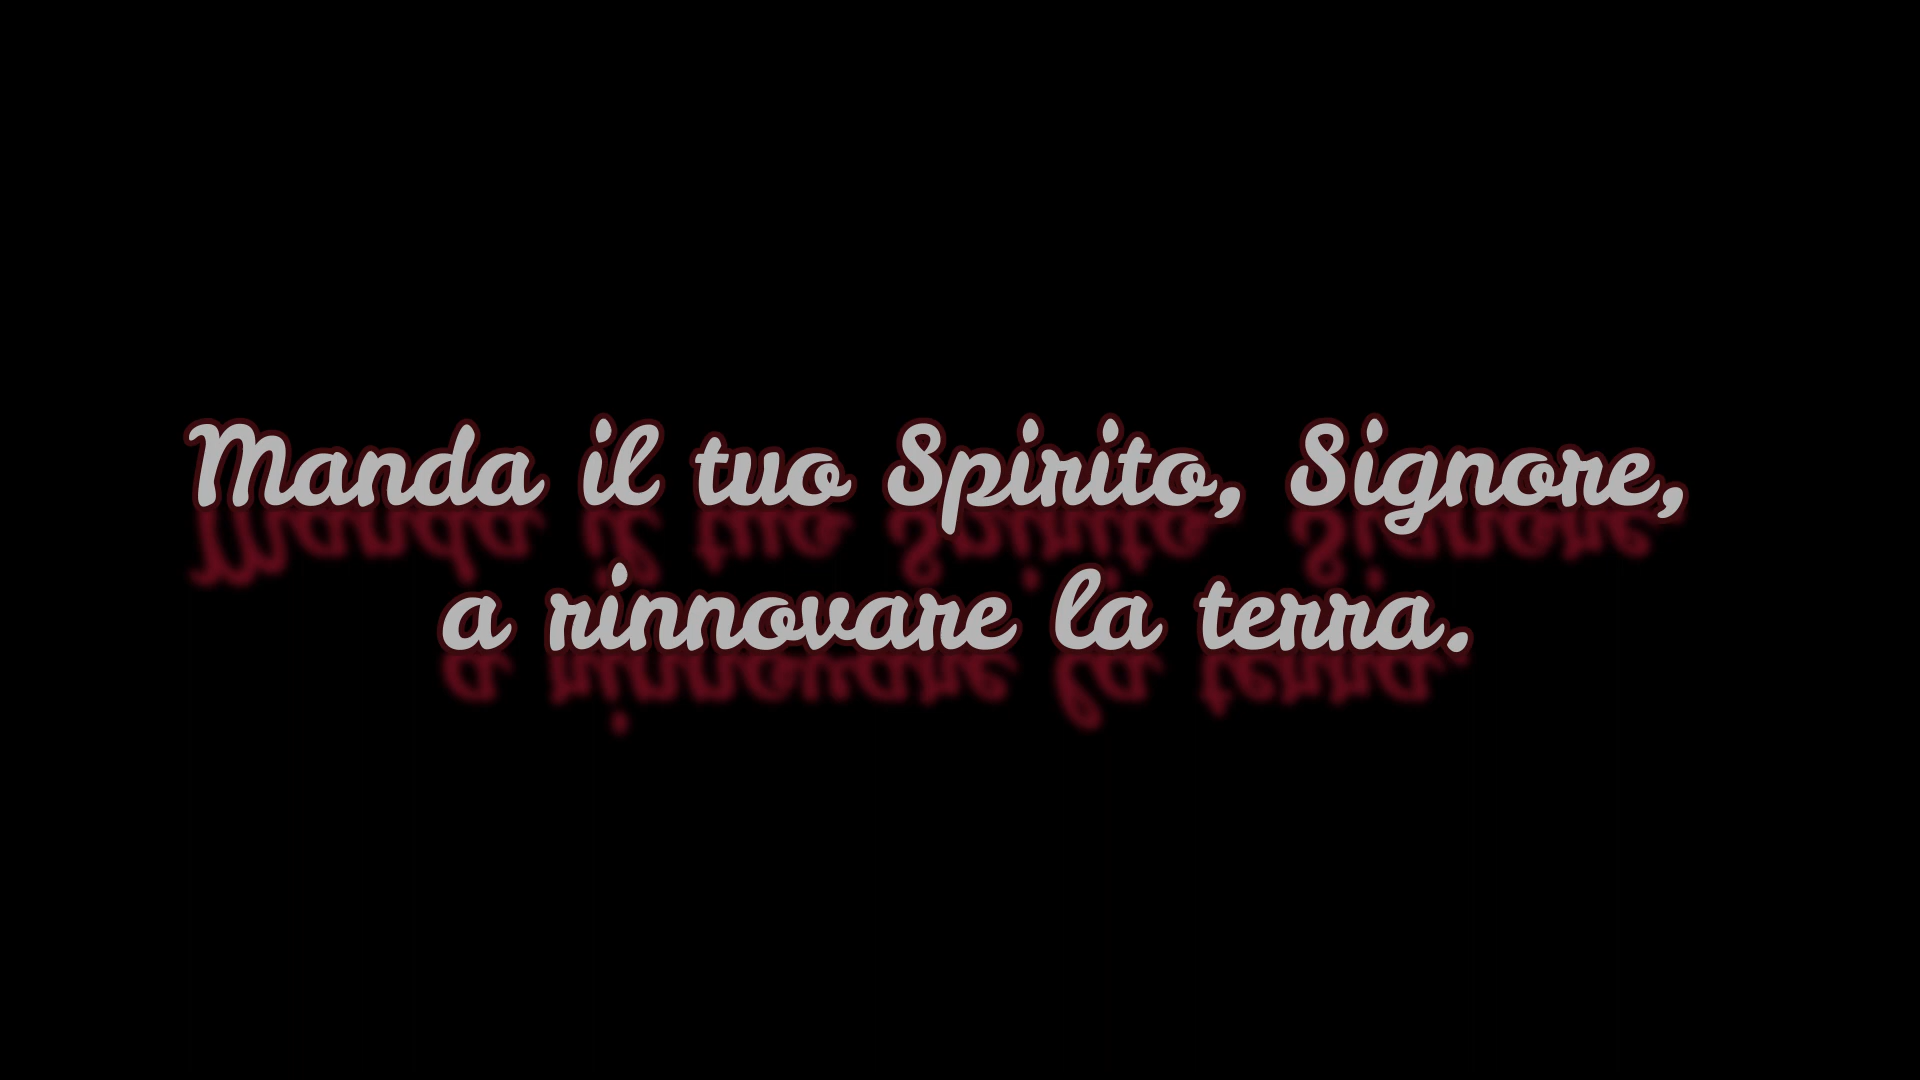 Manda il tuo Spirito, Signore,
a rinnovare la terra.